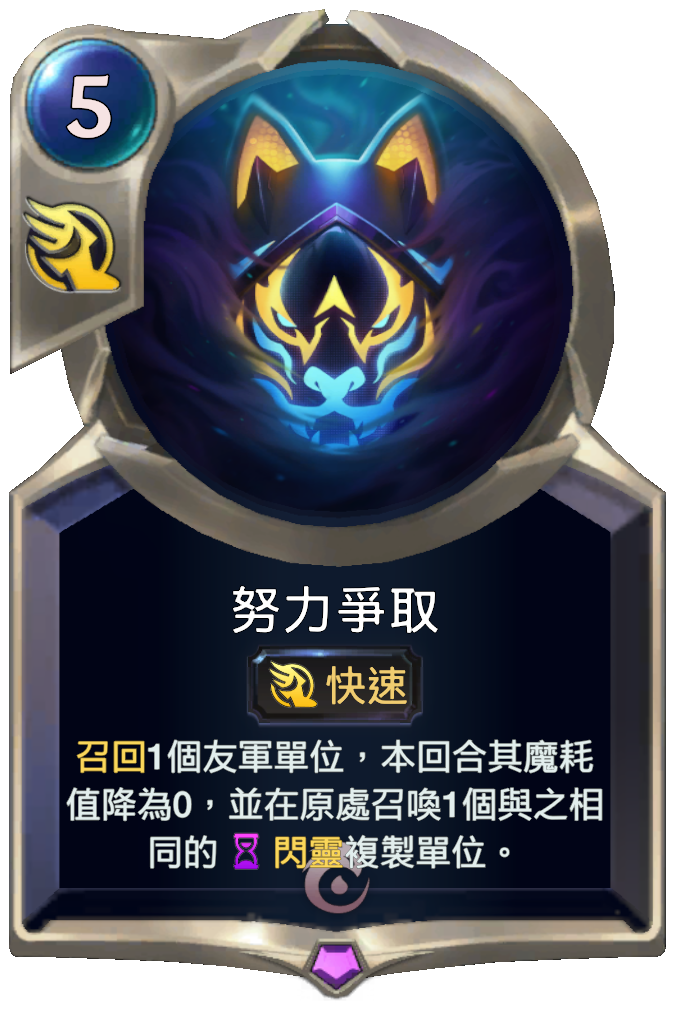 5
努力爭取
快速
召回1個友軍單位，本回合其魔耗
值降為0，並在原處召喚1個與之相
同的 閃靈複製單位。